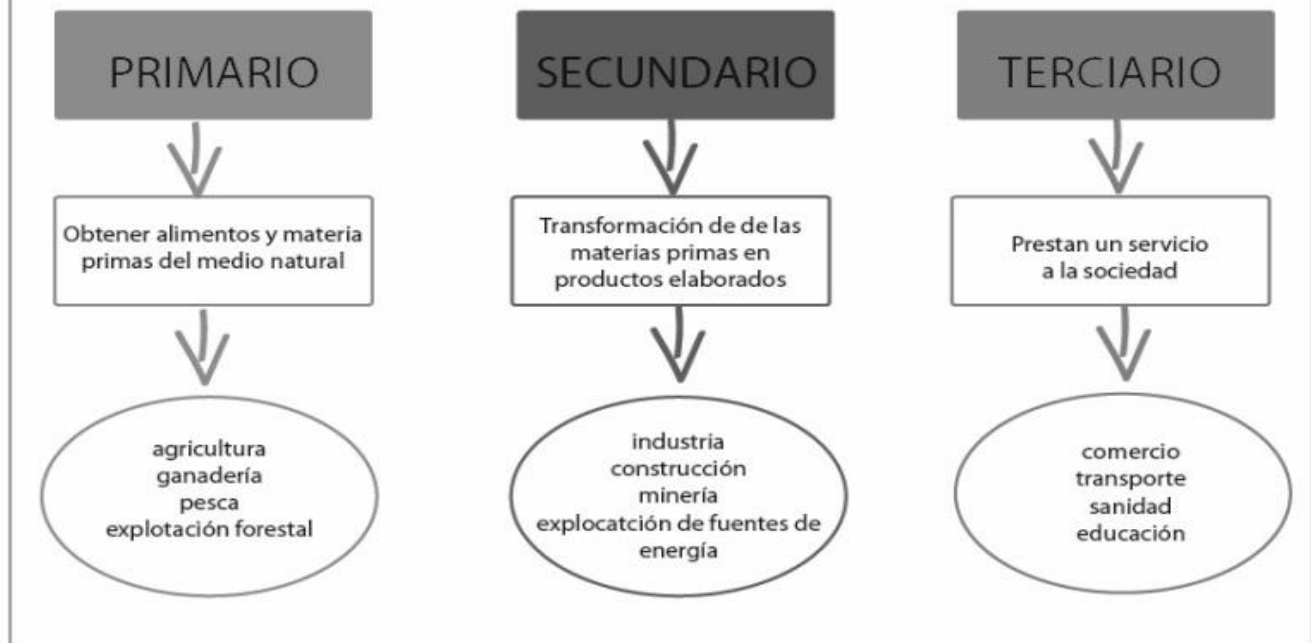 PRIMARIO
Obtener alimentos y materia
primas del medio natural
agricultura
ganadería
pesca
explotación forestal
SECUNDARIO
Transformación de de las
materias primas en
productos elaborados
industria
construcción
minería
explocatción de fuentes de
energía
TERCIARIO
Prestan un servicio
a la sociedad
comercio
transporte
sanidad
educación